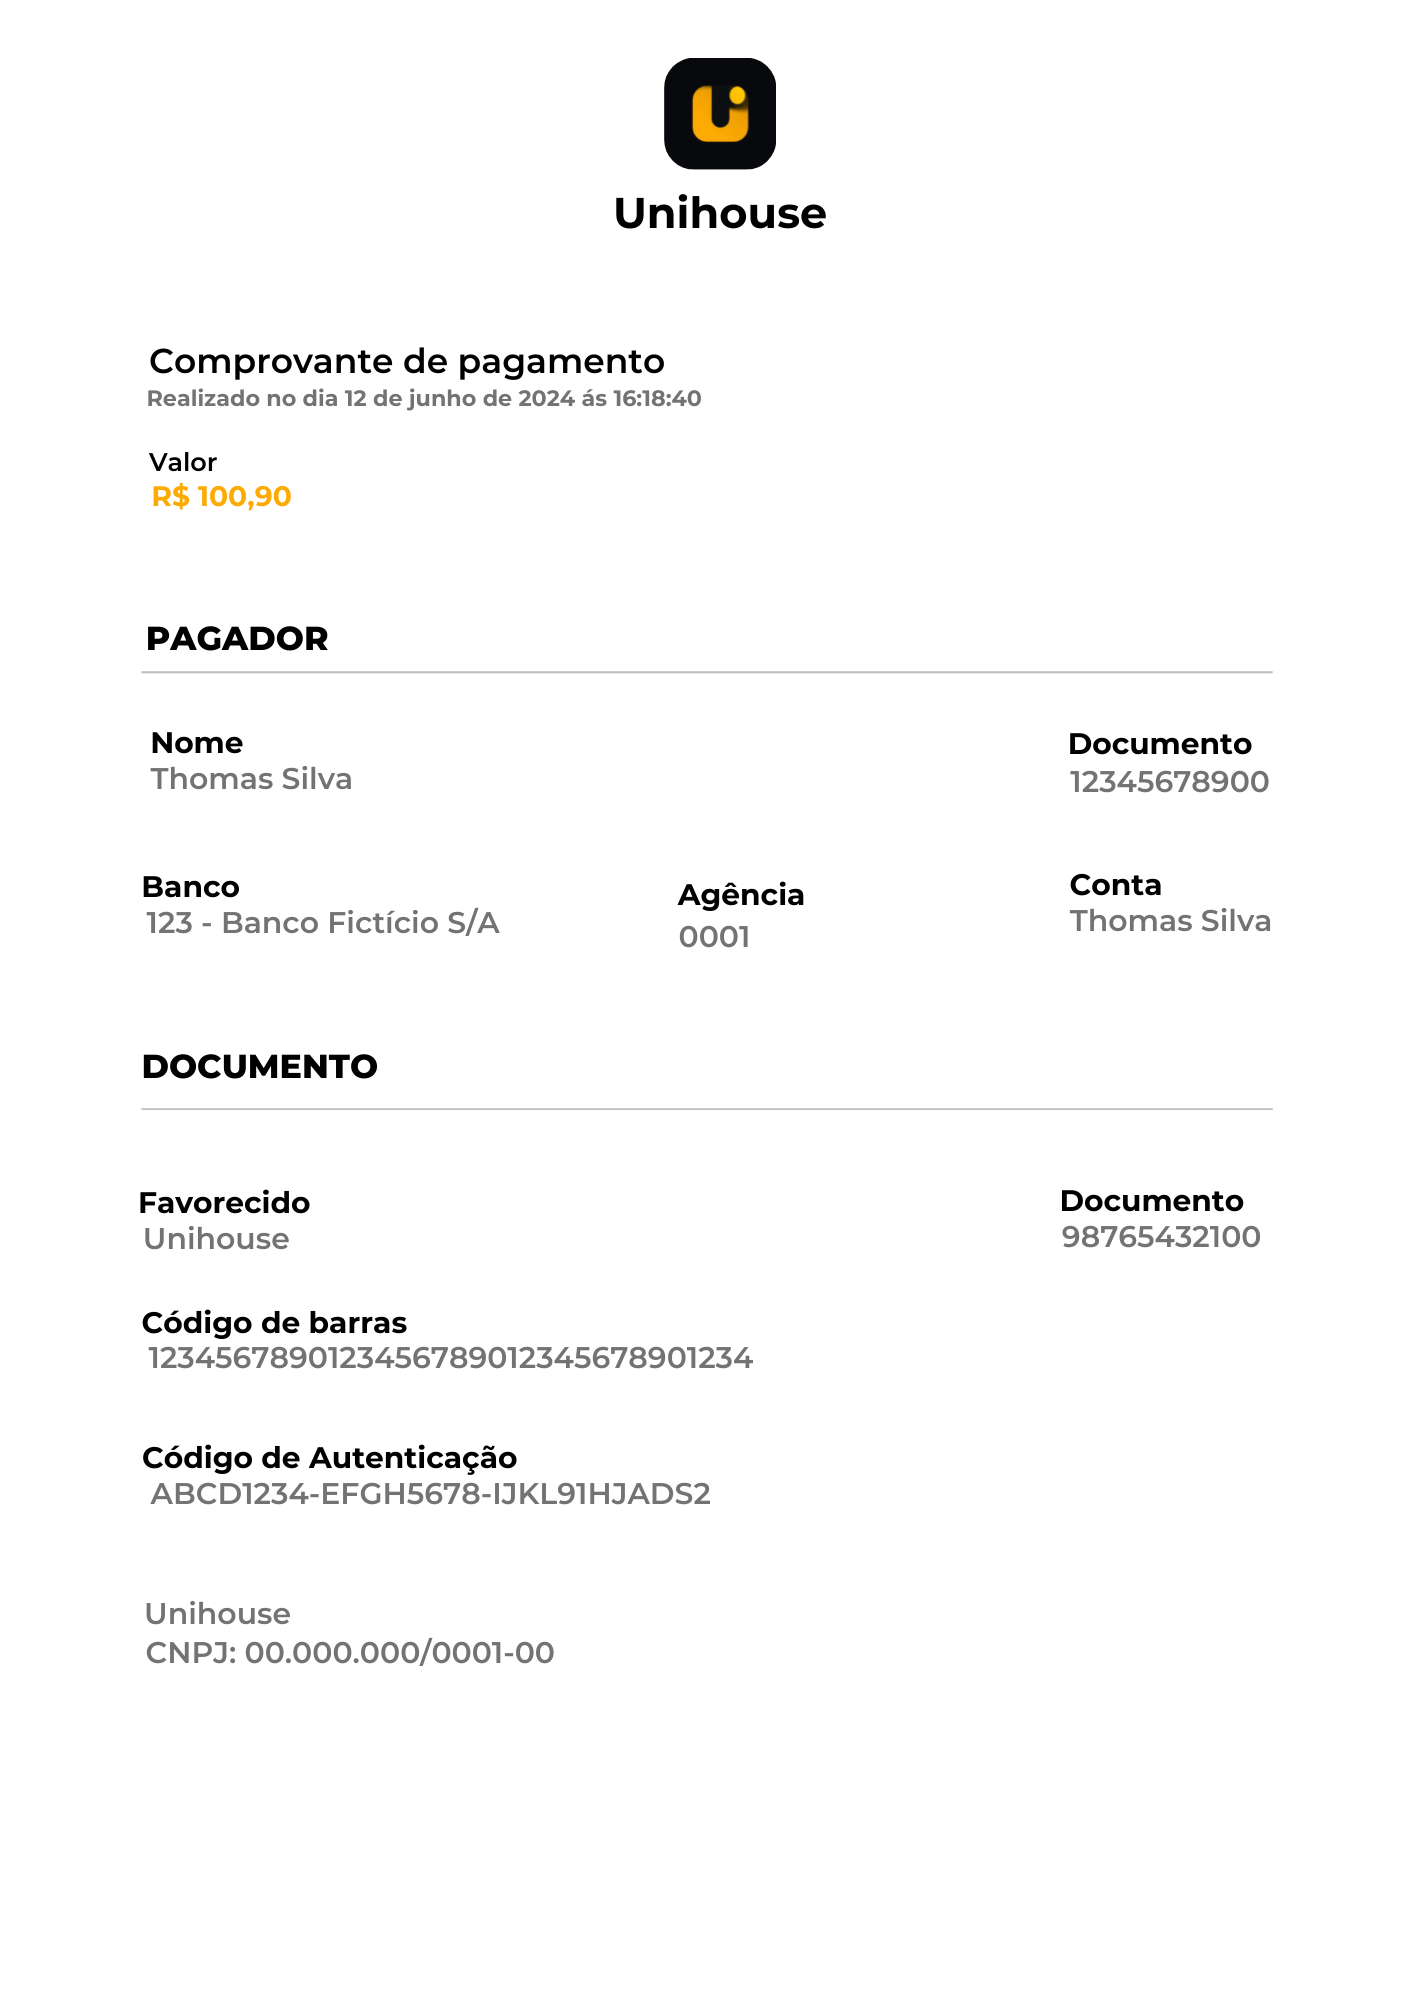 Unihouse
Comprovante de pagamento
Realizado no dia 12 de junho de 2024 ás 16:18:40
Valor
R$ 100,90
PAGADOR
Nome
Thomas Silva
Documento
12345678900
Banco
123 - Banco Fictício S/A
Agência
0001
Conta
Thomas Silva
DOCUMENTO
Favorecido
Unihouse
Documento
98765432100
Código de barras
1234567890123456789012345678901234
Código de Autenticação
ABCD1234-EFGH5678-IJKL91HJADS2
Unihouse
CNPJ: 00.000.000/0001-00